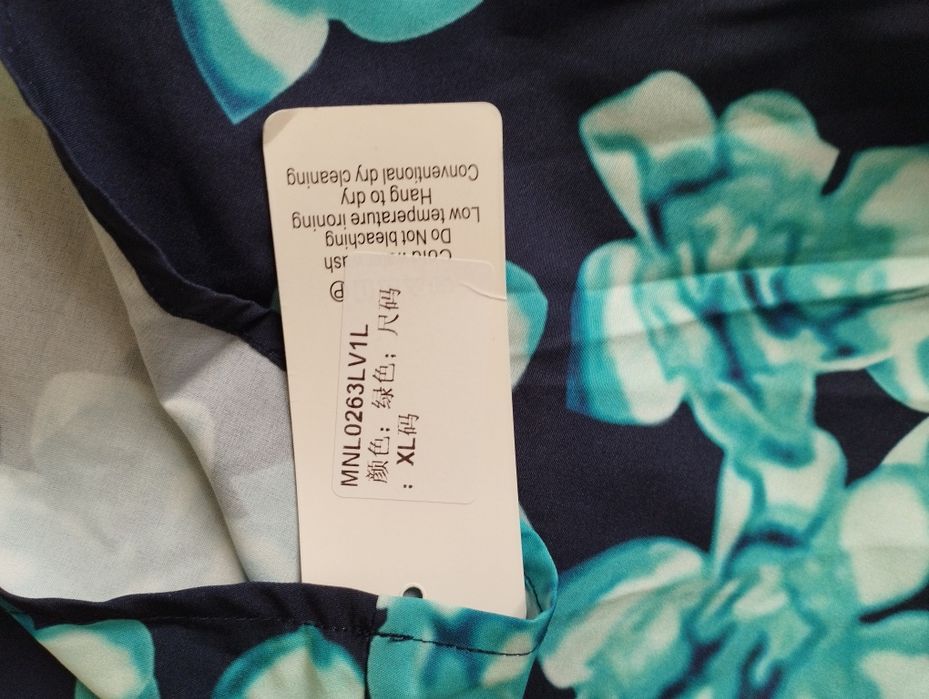 MNL0263LV1L
颜色：绿色；尺码
：XL码
Do Not bleaching
Low temperature ironing
Hang to dry
Conventional dry cleaning